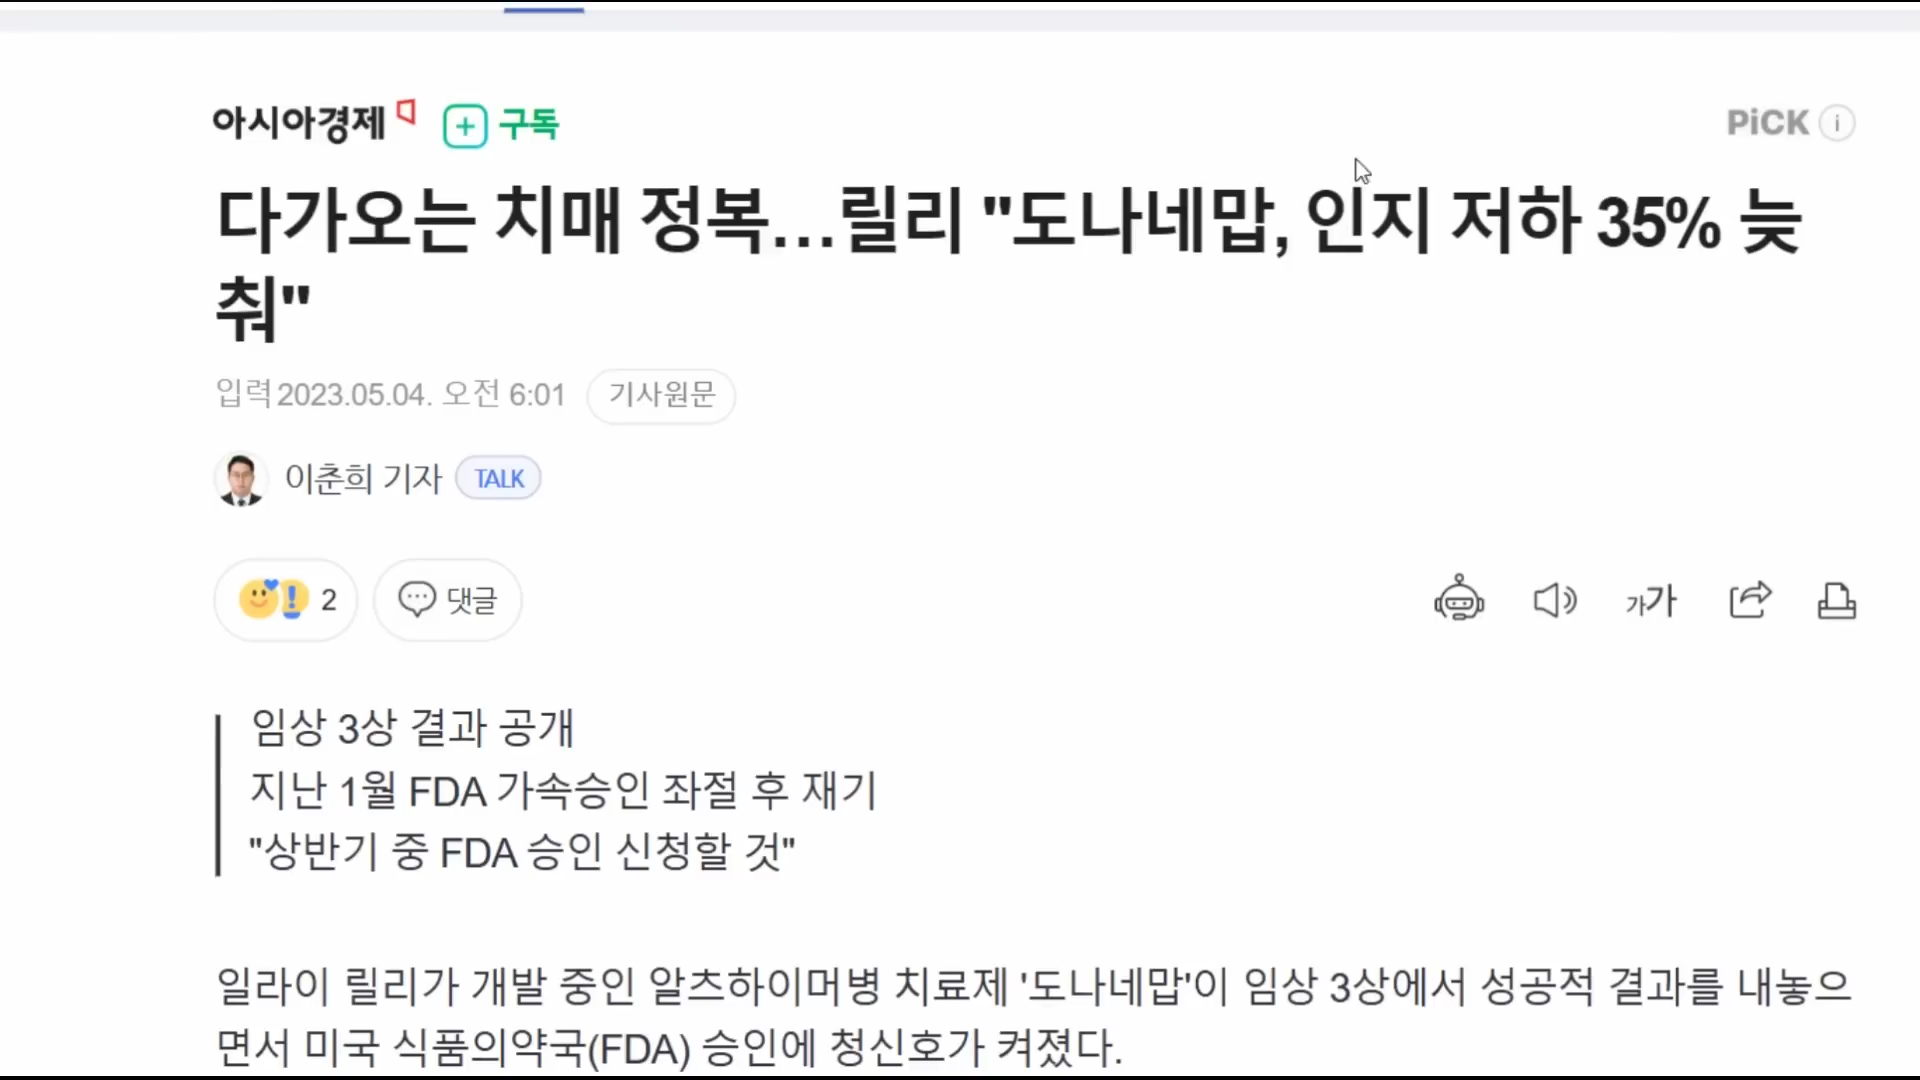 아시아경제 구독
PiCK i
다가오는 치매 정복...릴리 "도나네맙, 인지 저하 35% 늦
춰"
입력 2023.05.04. 오전 6:01 기사원문
이춘희 기자 TALK
2 댓글 가가
임상 3상 결과 공개
지난 1월 FDA 가속승인 좌절 후 재기
"상반기 중 FDA 승인 신청할 것"
일라이 릴리가 개발 중인 알츠하이머병 치료제 '도나네맙'이 임상 3상에서 성공적 결과를 내놓으
면서 미국 식품의약국(FDA) 승인에 청신호가 켜졌다.